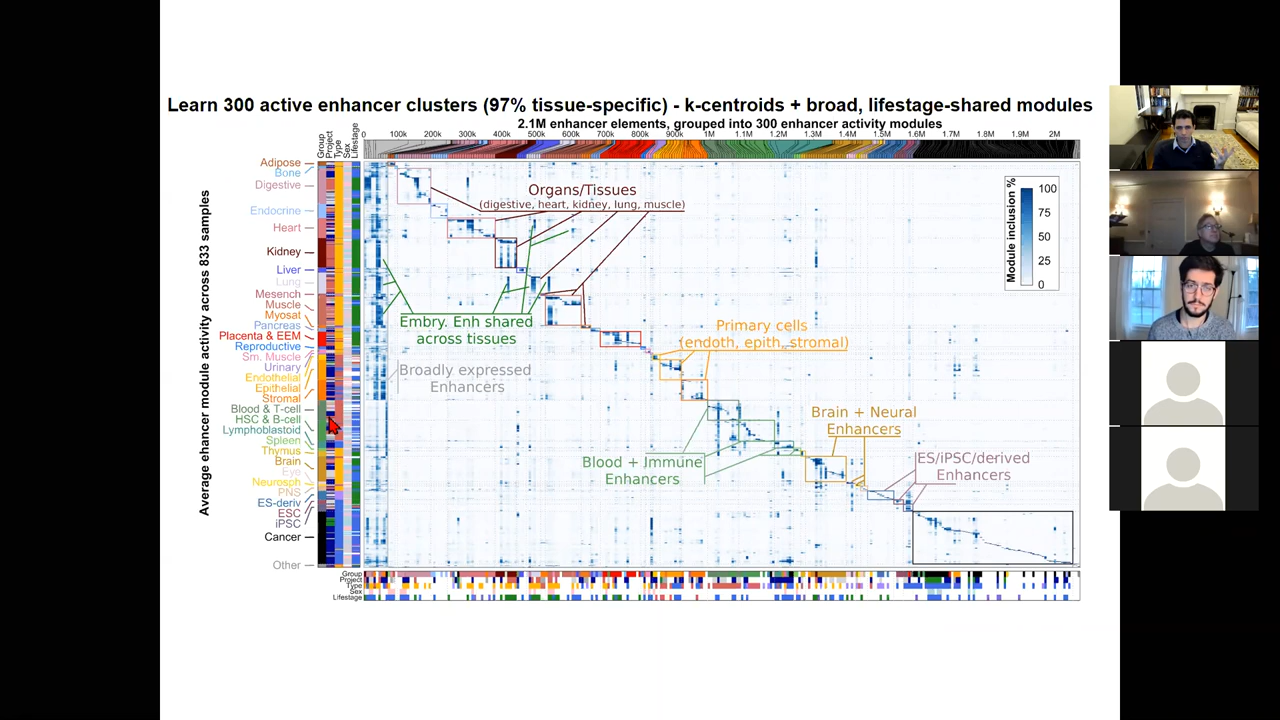 Learn 300 active enhancer clusters (97% tissue-specific) - k-centroids + broad, lifestage-shared modules
2.1M enhancer elements, grouped into 300 enhancer activity modules
0 100k 200k 300k 400k 500k 600k 700k 800k 900k 1M 1.1M 1.2M 1.3M 1.4M 1.5M 1.6M 1.7M 1.8M 1.9M 2M
Group
Project
Type
Sex
Lifestage
Average ehancer module activity across 833 samples
Adipose
Bone
Digestive
Endocrine
Heart
Kidney
Liver
Lung
Mesench
Muscle
Myosat
Pancreas
Placenta & EEM
Reproductive
Sm. Muscle
Urinary
Endothelial
Epithelial
Stromal
Blood & T-cell
HSC & B-cell
Lymphoblastoid
Spleen
Thymus
Brain
Eye
Neurosph
PNS
ES-deriv
ESC
iPSC
Cancer
Other
Organs/Tissues
(digestive, heart, kidney, lung, muscle)
Module inclusion %
100
75
50
25
0
Embry. Enh shared
across tissues
Primary cells
(endoth, epith, stromal)
Broadly expressed
Enhancers
Brain + Neural
Enhancers
Blood + Immune
Enhancers
ES/iPSC/derived
Enhancers
Group
Project
Type
Sex
Lifestage